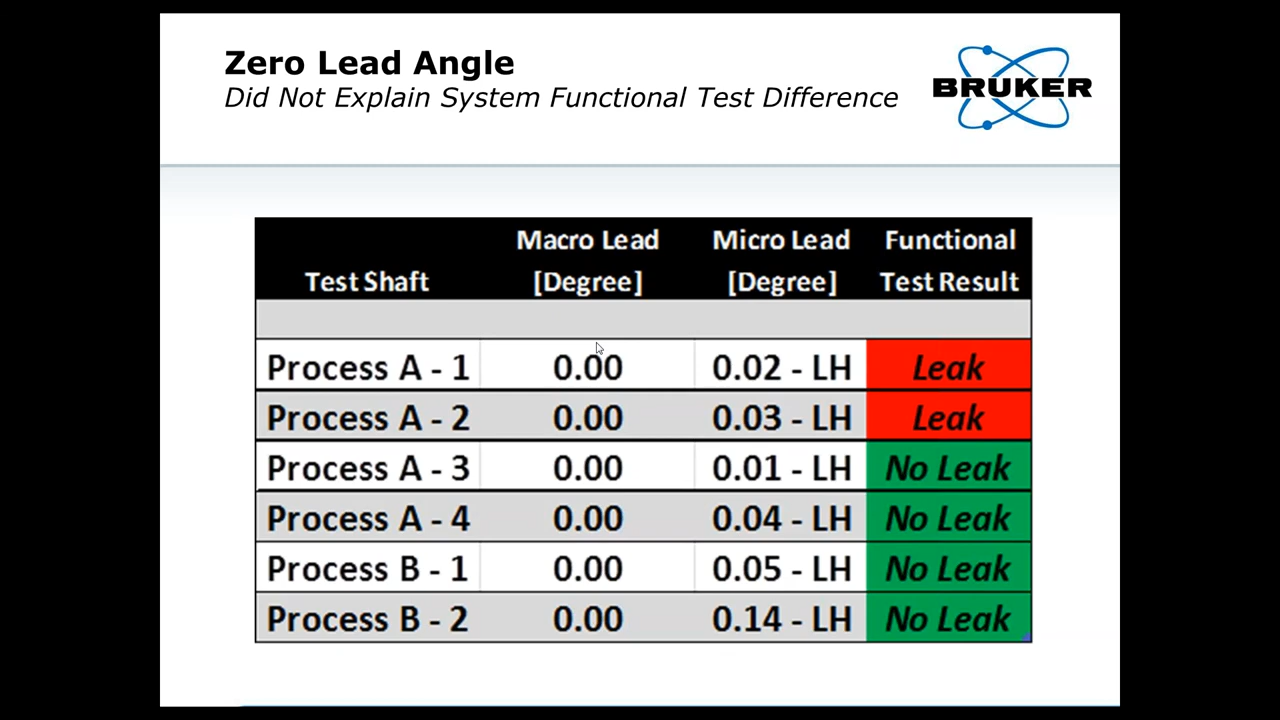 Zero Lead Angle
Did Not Explain System Functional Test Difference
BRUKER
Macro Lead Micro Lead Functional
Test Shaft [Degree] [Degree] Test Result
Process A - 1 0.00 0.02 - LH Leak
Process A - 2 0.00 0.03 - LH Leak
Process A - 3 0.00 0.01 - LH No Leak
Process A - 4 0.00 0.04 - LH No Leak
Process B - 1 0.00 0.05 - LH No Leak
Process B - 2 0.00 0.14 - LH No Leak